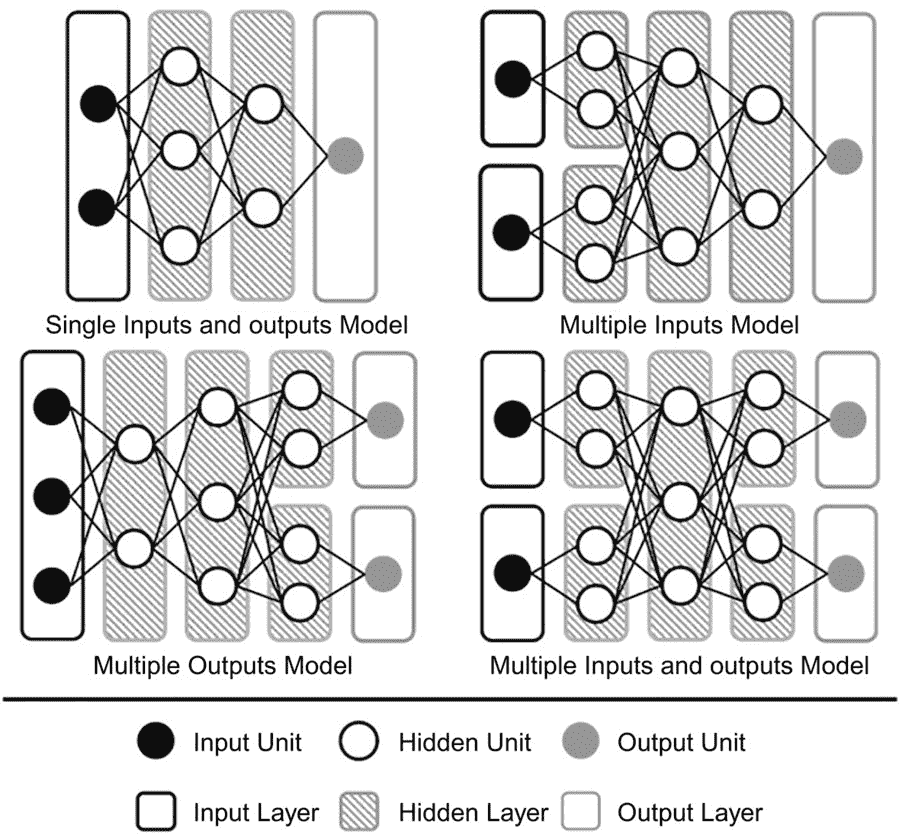 Single Inputs and outputs Model
Multiple Inputs Model
Multiple Outputs Model
Multiple Inputs and outputs Model
Input Unit
Hidden Unit
Output Unit
Input Layer
Hidden Layer
Output Layer